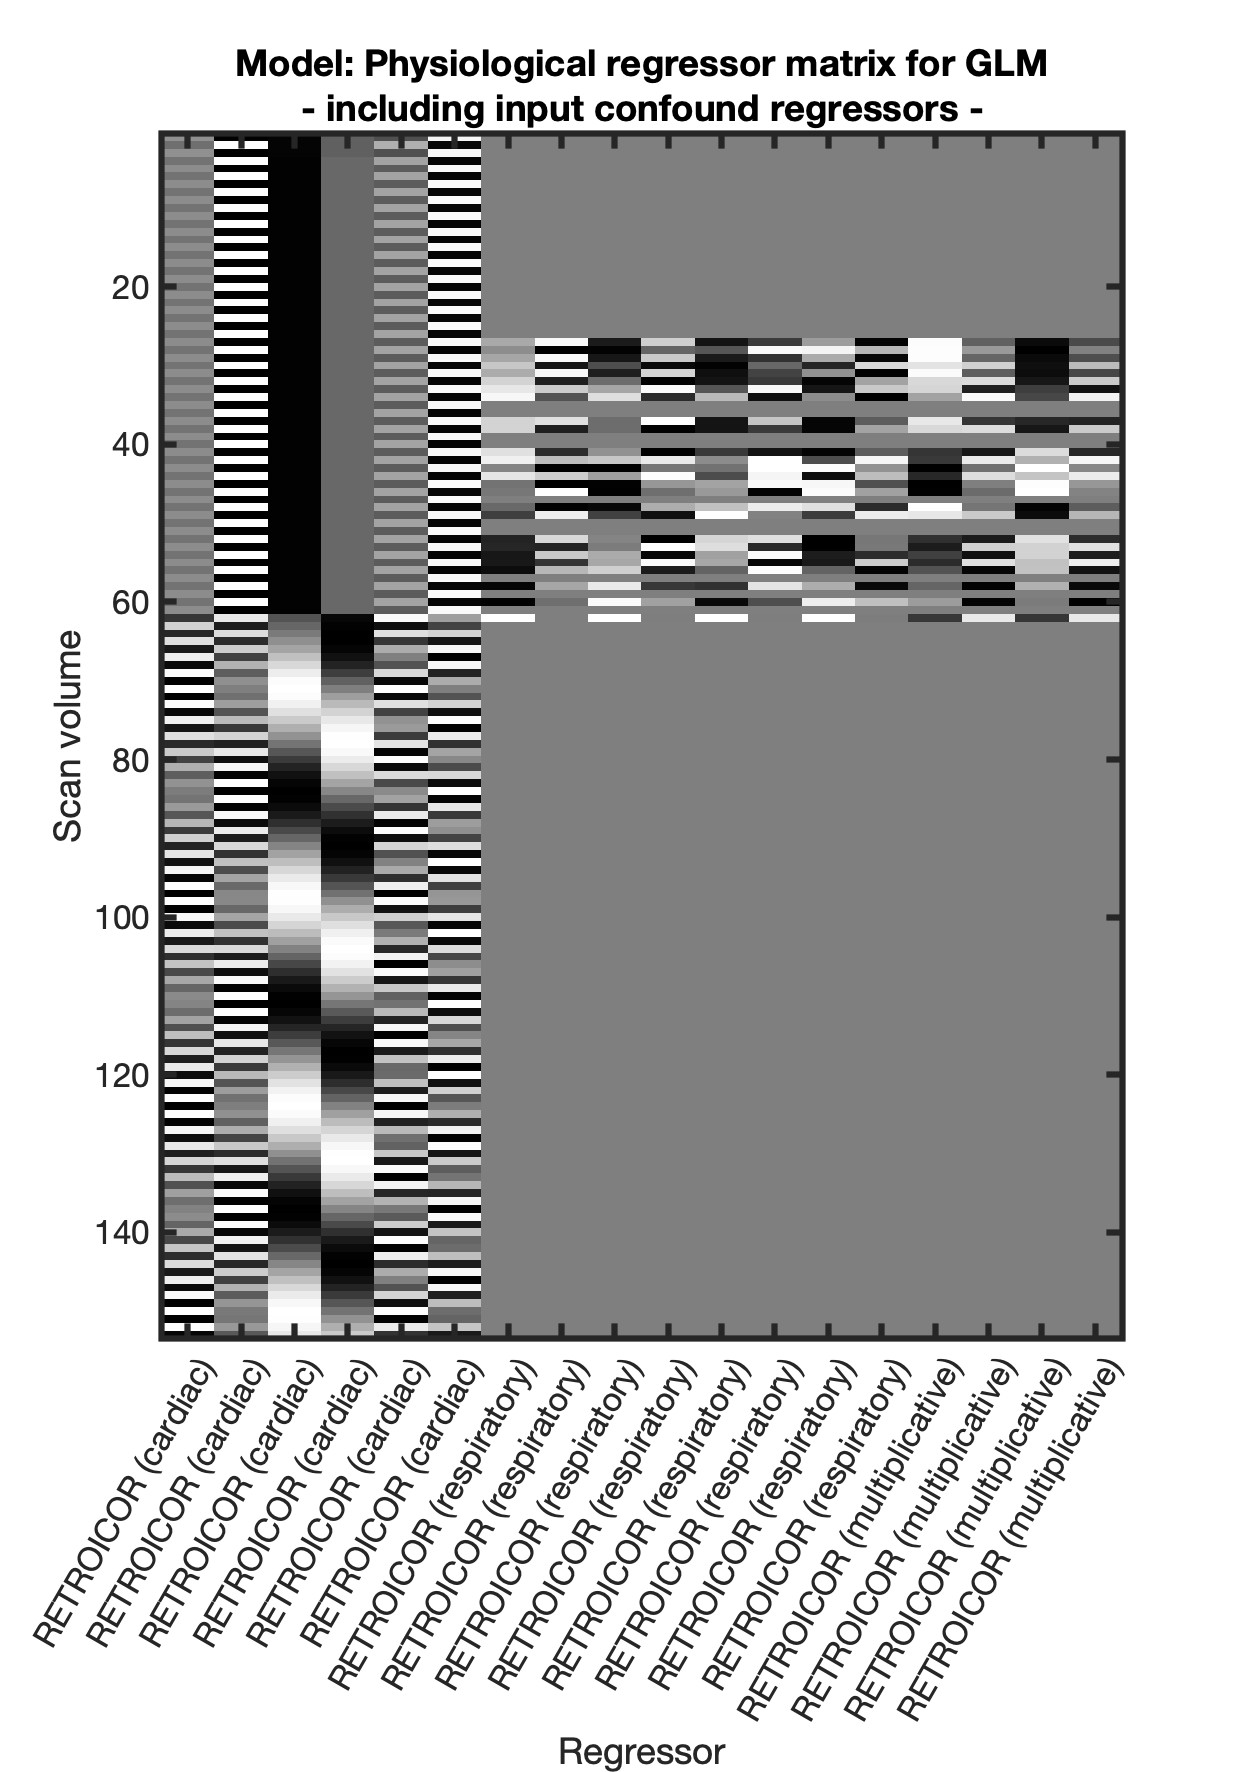 Model: Physiological regressor matrix for GLM
- including input confound regressors -
20
40
60
80
100
120
140
Scan volume
RETROICOR (cardiac)
RETROICOR (cardiac)
RETROICOR (cardiac)
RETROICOR (cardiac)
RETROICOR (cardiac)
RETROICOR (cardiac)
RETROICOR (respiratory)
RETROICOR (respiratory)
RETROICOR (respiratory)
RETROICOR (respiratory)
RETROICOR (respiratory)
RETROICOR (respiratory)
RETROICOR (respiratory)
RETROICOR (respiratory)
RETROICOR (multiplicative)
RETROICOR (multiplicative)
RETROICOR (multiplicative)
RETROICOR (multiplicative)
Regressor